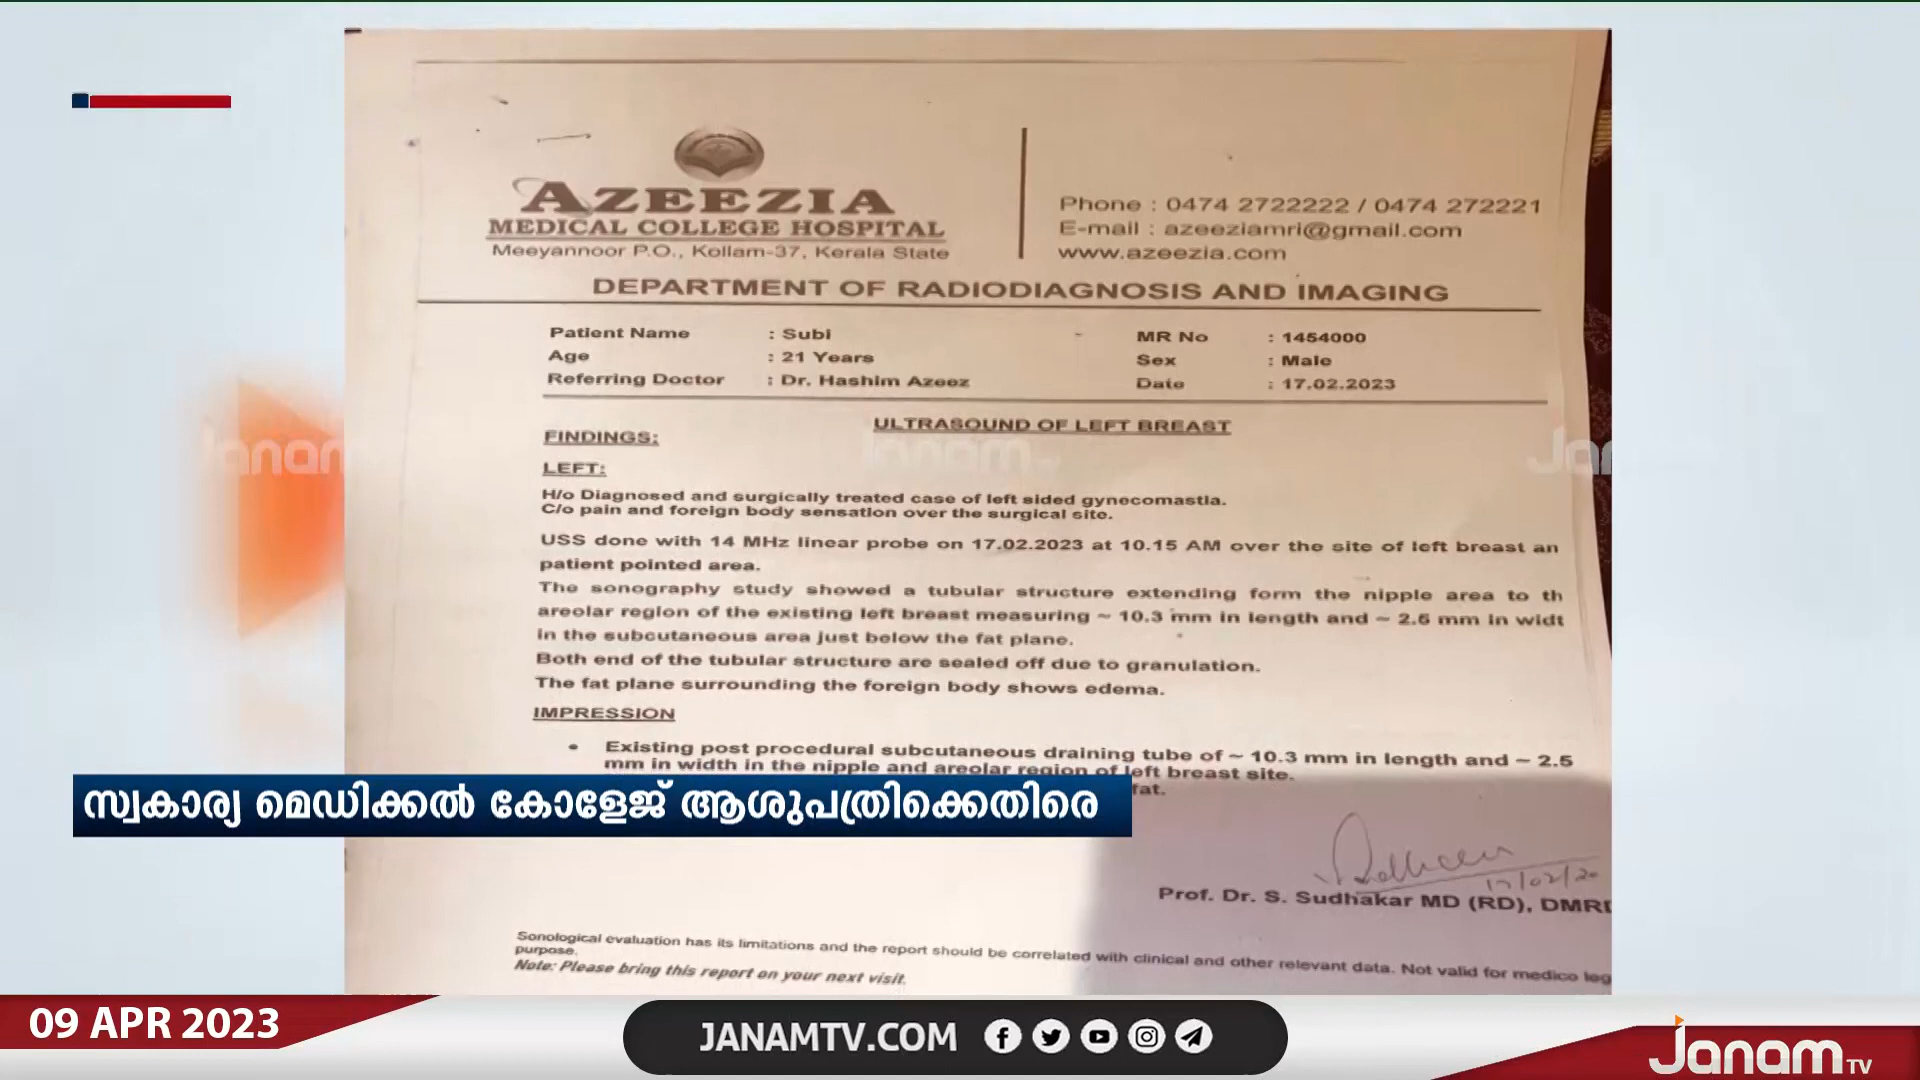 AZEEZIA
MEDICAL COLLEGE HOSPITAL
Meeyannoor P.O., Kollam-37, Kerala State
Phone : 0474 2722222 / 0474 272221
E-mail : azeeziamri@gmail.com
www.azeezia.com
DEPARTMENT OF RADIODIAGNOSIS AND IMAGING
Patient Name : Subi MR No : 1454000
Age : 21 Years Sex : Male
Referring Doctor : Dr. Hashim Azeez Date : 17.02.2023
ULTRASOUND OF LEFT BREAST
FINDINGS:
LEFT:
H/o Diagnosed and surgically treated case of left sided gynecomastia.
C/o pain and foreign body sensation over the surgical site.
USS done with 14 MHz linear probe on 17.02.2023 at 10.15 AM over the site of left breast an
patient pointed area.
The sonography study showed a tubular structure extending form the nipple area to th
areolar region of the existing left breast measuring ~ 10.3 mm in length and ~ 2.5 mm in widt
in the subcutaneous area just below the fat plane.
Both end of the tubular structure are sealed off due to granulation.
The fat plane surrounding the foreign body shows edema.
IMPRESSION
• Existing post procedural subcutaneous draining tube of ~ 10.3 mm in length and ~ 2.5
mm in width in the nipple and areolar region of left breast site.
fat.
സ്വകാര്യ മെഡിക്കൽ കോളേജ് ആശുപത്രിക്കെതിരെ
17/02/20
Prof. Dr. S. Sudhakar MD (RD), DMRD
Sonological evaluation has its limitations and the report should be correlated with clinical and other relevant data. Not valid for medico leg
purpose.
Note: Please bring this report on your next visit.
09 APR 2023
JANAMTV.COM
Janam TV